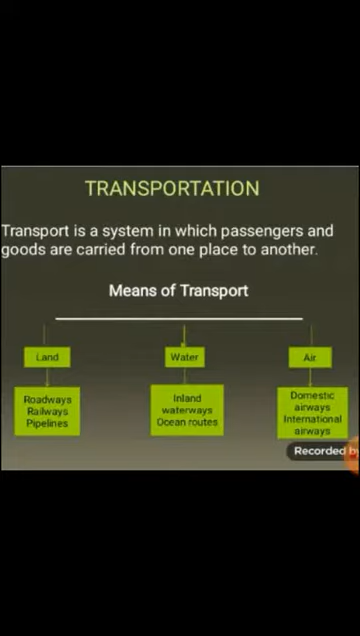 TRANSPORTATION
Transport is a system in which passengers and
goods are carried from one place to another.
Means of Transport
Land
Water
Air
Roadways
Railways
Pipelines
Inland
waterways
Ocean routes
Domestic
airways
International
airways
Recorded by